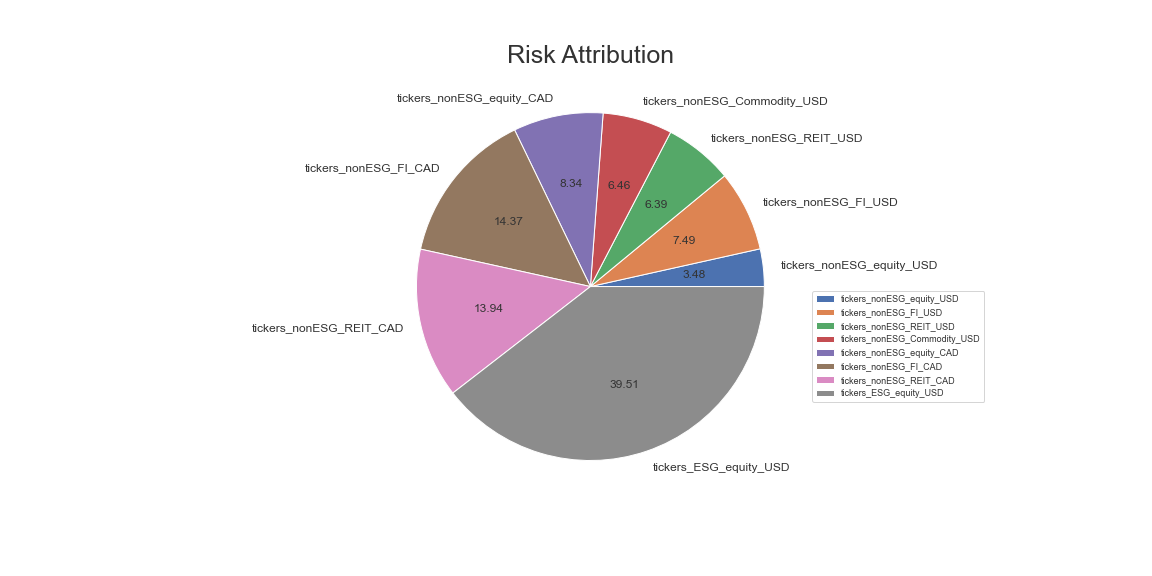 Risk Attribution
tickers_nonESG_equity_CAD
tickers_nonESG_Commodity_USD
tickers_nonESG_REIT_USD
tickers_nonESG_FI_CAD
8.34
6.46
6.39
tickers_nonESG_FI_USD
14.37
7.49
tickers_nonESG_equity_USD
3.48
13.94
tickers_nonESG_REIT_CAD
tickers_nonESG_equity_USD
tickers_nonESG_FI_USD
tickers_nonESG_REIT_USD
tickers_nonESG_Commodity_USD
tickers_nonESG_equity_CAD
tickers_nonESG_FI_CAD
tickers_nonESG_REIT_CAD
tickers_ESG_equity_USD
39.51
tickers_ESG_equity_USD